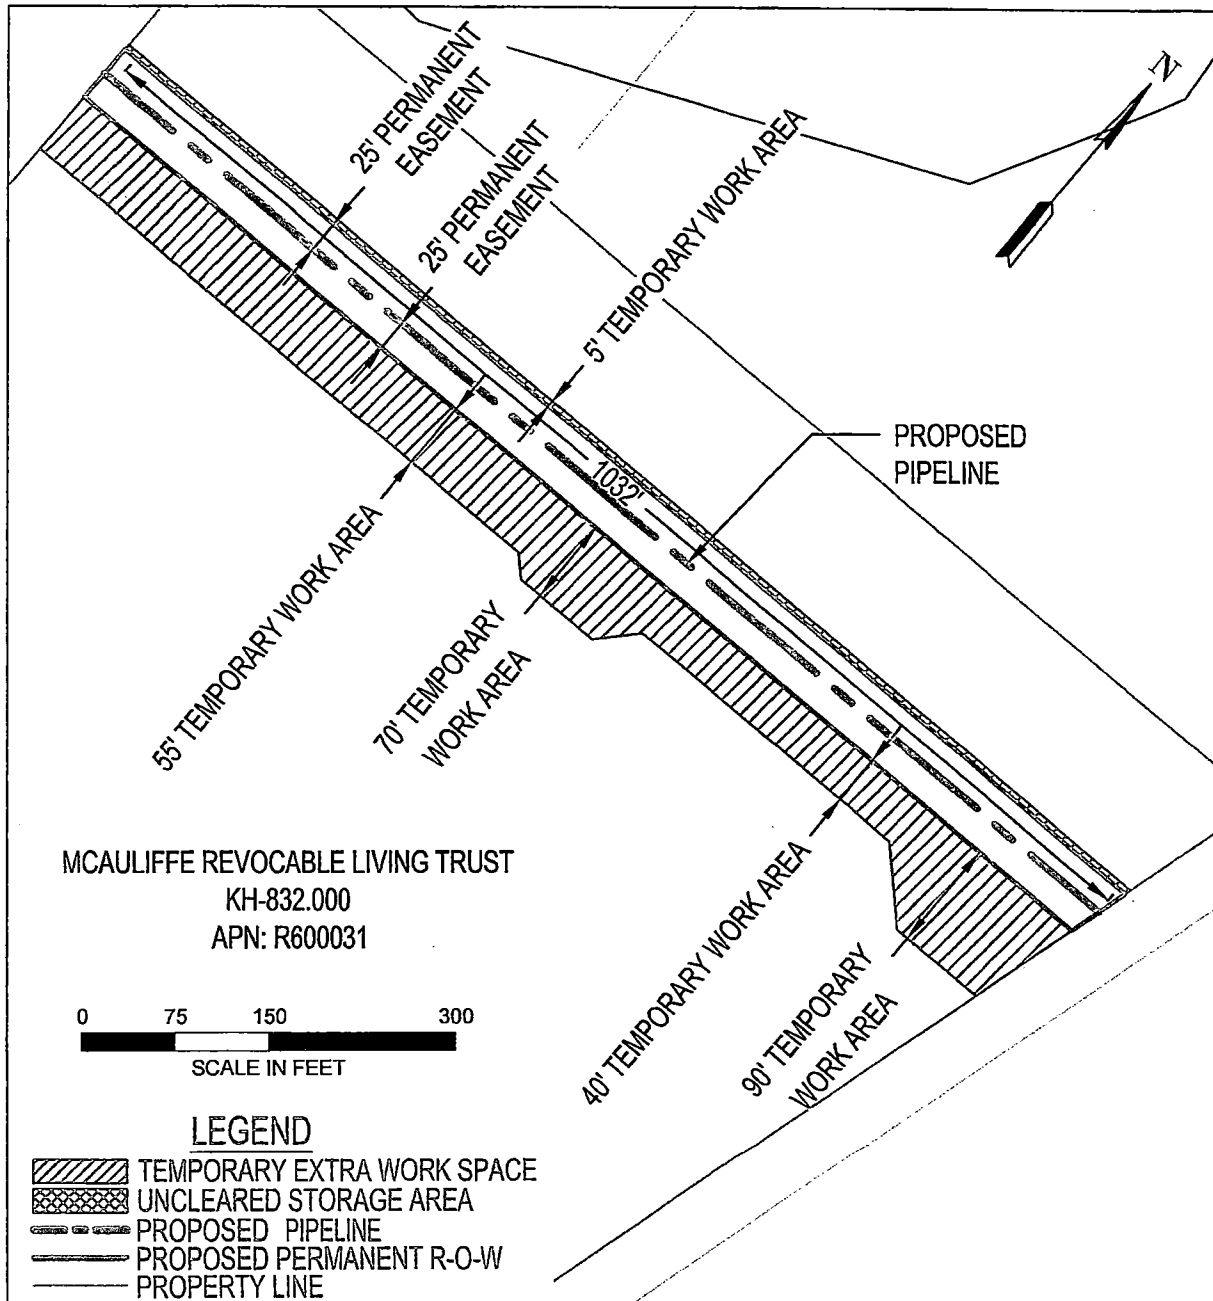 25' PERMANENT
EASEMENT
25' PERMANENT
EASEMENT
5' TEMPORARY WORK AREA
N
PROPOSED
PIPELINE
1032'
55' TEMPORARY WORK AREA
70' TEMPORARY
WORK AREA
40' TEMPORARY WORK AREA
90' TEMPORARY
WORK AREA
MCAULIFFE REVOCABLE LIVING TRUST
KH-832.000
APN: R600031
0 75 150 300
SCALE IN FEET
LEGEND
TEMPORARY EXTRA WORK SPACE
UNCLEARED STORAGE AREA
PROPOSED PIPELINE
PROPOSED PERMANENT R-O-W
PROPERTY LINE